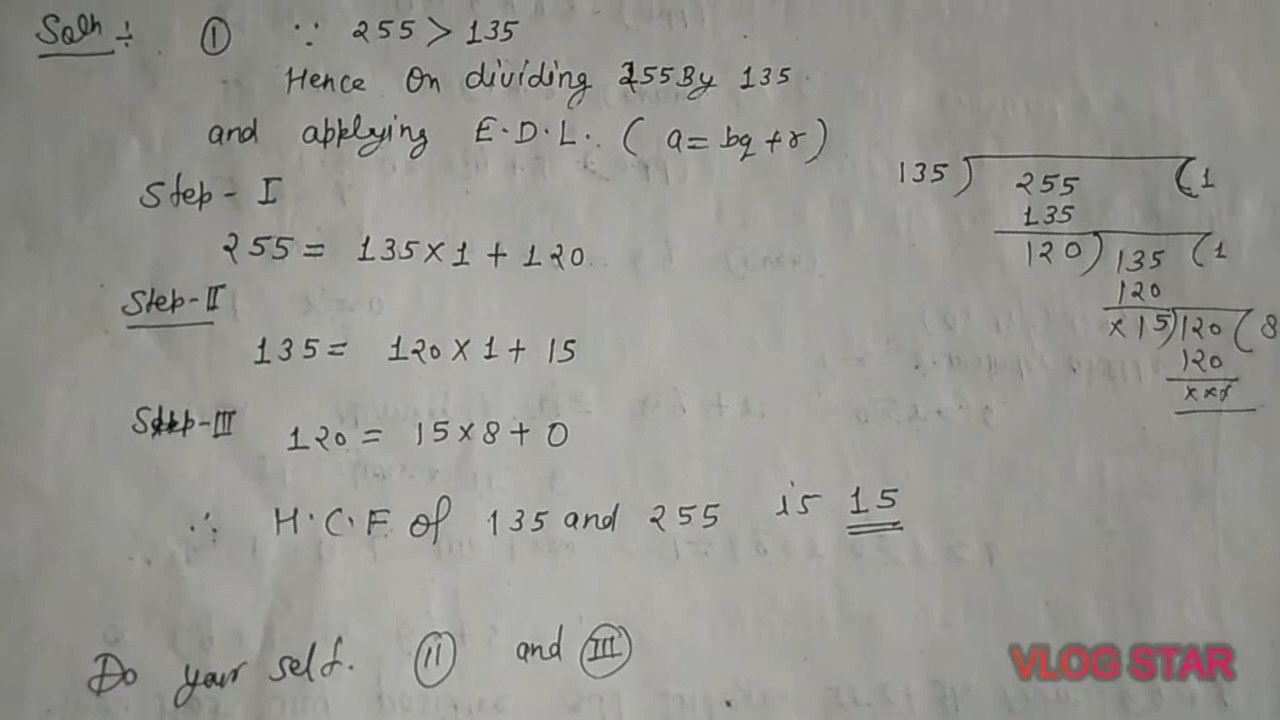 Soln ÷ ① ∵ 255 > 135
Hence On dividing 255 By 135
and applying E.D.L. ( a = bq + r )
Step - I
255 = 135 × 1 + 120
Step - II
135 = 120 × 1 + 15
Step - III 120 = 15 × 8 + 0
∴ H.C.F. of 135 and 255 is 15
Do your self. (II) and (III)
135 ) 255 ( 1
135
120 ) 135 ( 1
120
× 15 ) 120 ( 8
120
×××
VLOG STAR